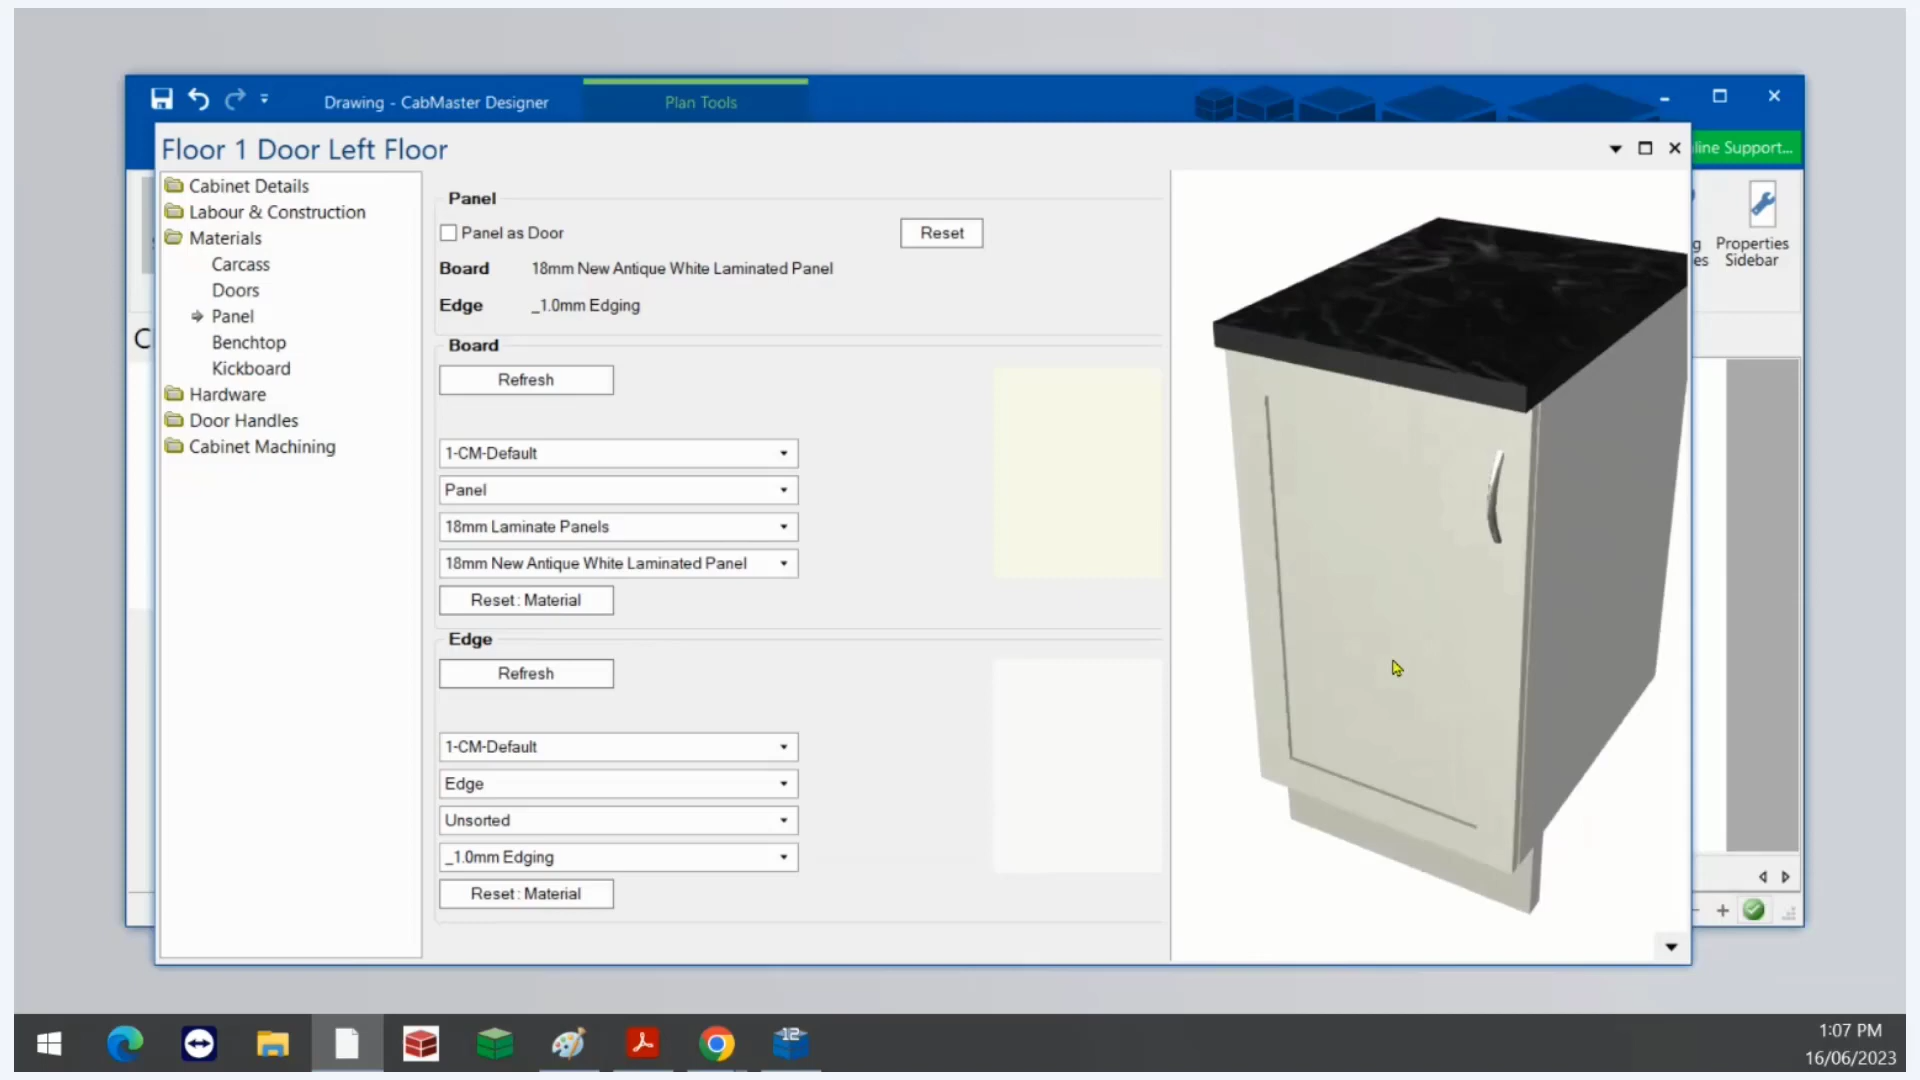 Drawing - CabMaster Designer
Plan Tools
Floor 1 Door Left Floor
line Support...
Cabinet Details
Labour & Construction
Materials
Carcass
Doors
Panel
Benchtop
Kickboard
Hardware
Door Handles
Cabinet Machining
Panel
Panel as Door
Reset
Board 18mm New Antique White Laminated Panel
Edge _1.0mm Edging
Board
Refresh
1-CM-Default
Panel
18mm Laminate Panels
18mm New Antique White Laminated Panel
Reset : Material
Edge
Refresh
1-CM-Default
Edge
Unsorted
_1.0mm Edging
Reset : Material
g
es
Properties
Sidebar
C
12
1:07 PM
16/06/2023